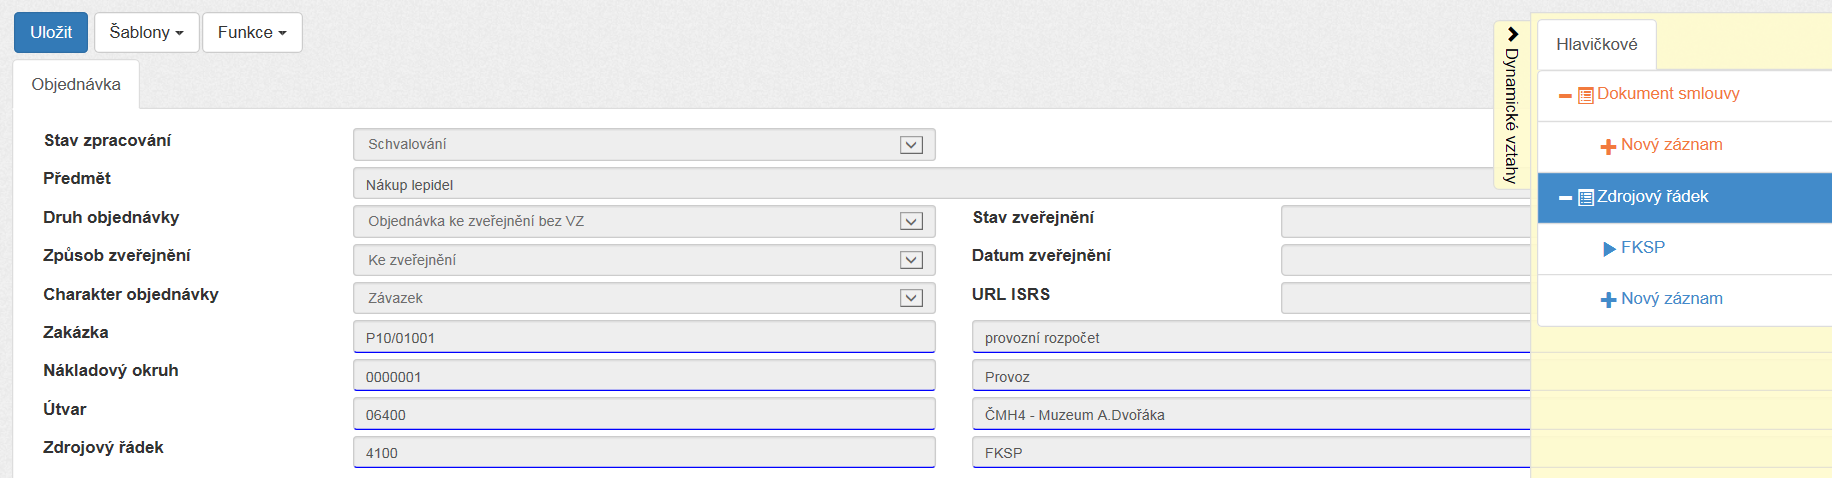 Uložit Šablony Funkce
Objednávka
Stav zpracování Schvalování
Předmět Nákup lepidel
Druh objednávky Objednávka ke zveřejnění bez VZ Stav zveřejnění
Způsob zveřejnění Ke zveřejnění Datum zveřejnění
Charakter objednávky Závazek URL ISRS
Zakázka P10/01001 provozní rozpočet
Nákladový okruh 0000001 Provoz
Útvar 06400 ČMH4 - Muzeum A.Dvořáka
Zdrojový řádek 4100 FKSP
Dynamické vztahy
Hlavičkové
Dokument smlouvy
Nový záznam
Zdrojový řádek
FKSP
Nový záznam